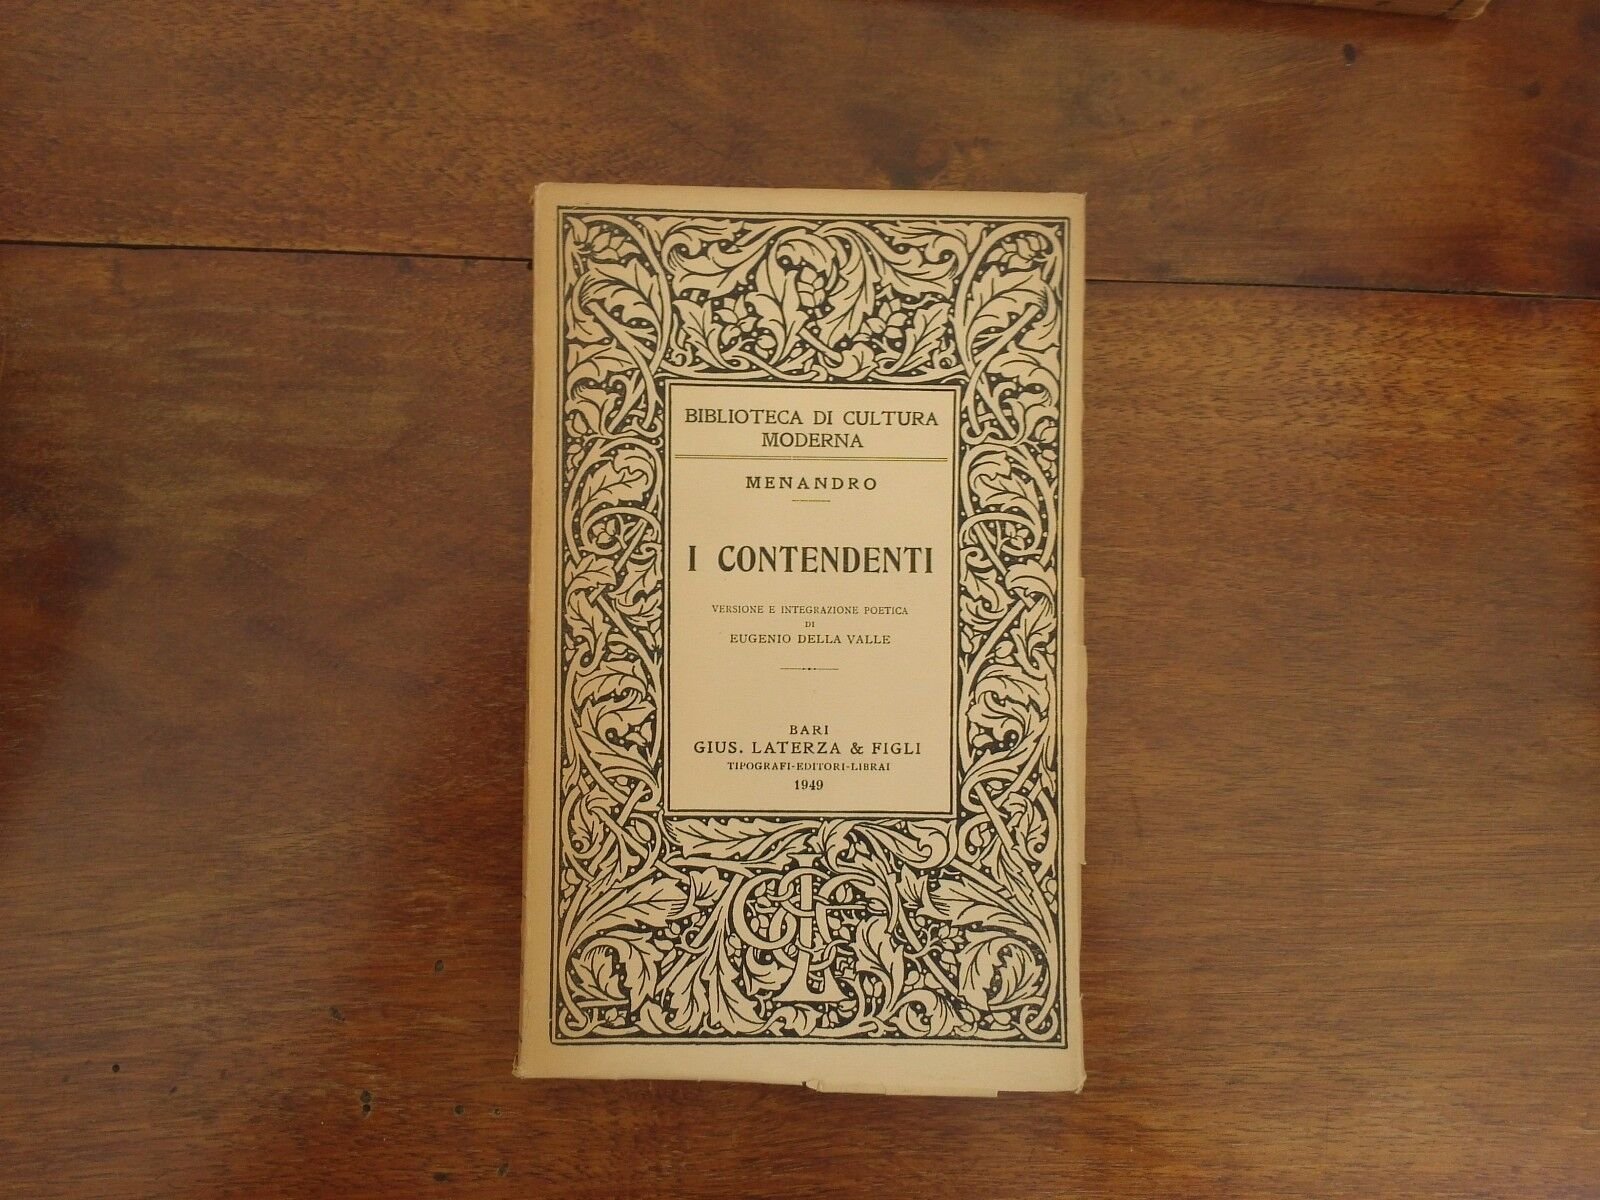 BIBLIOTECA DI CULTURA
MODERNA
MENANDRO
I CONTENDENTI
VERSIONE E INTEGRAZIONE POETICA
DI
EUGENIO DELLA VALLE
BARI
GIUS. LATERZA & FIGLI
TIPOGRAFI-EDITORI-LIBRAI
1949